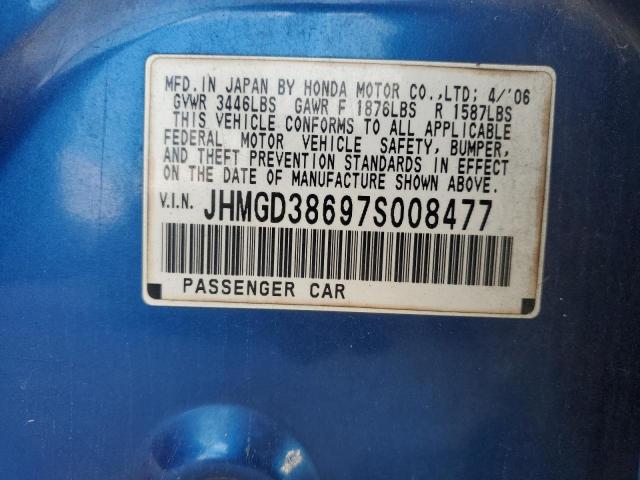 MFD. IN JAPAN BY HONDA MOTOR CO., LTD; 4/'06
GVWR 3446LBS GAWR F 1876LBS R 1587LBS
THIS VEHICLE CONFORMS TO ALL APPLICABLE
FEDERAL MOTOR VEHICLE SAFETY, BUMPER,
AND THEFT PREVENTION STANDARDS IN EFFECT
ON THE DATE OF MANUFACTURE SHOWN ABOVE.
V.I.N. JHMGD38697S008477
PASSENGER CAR